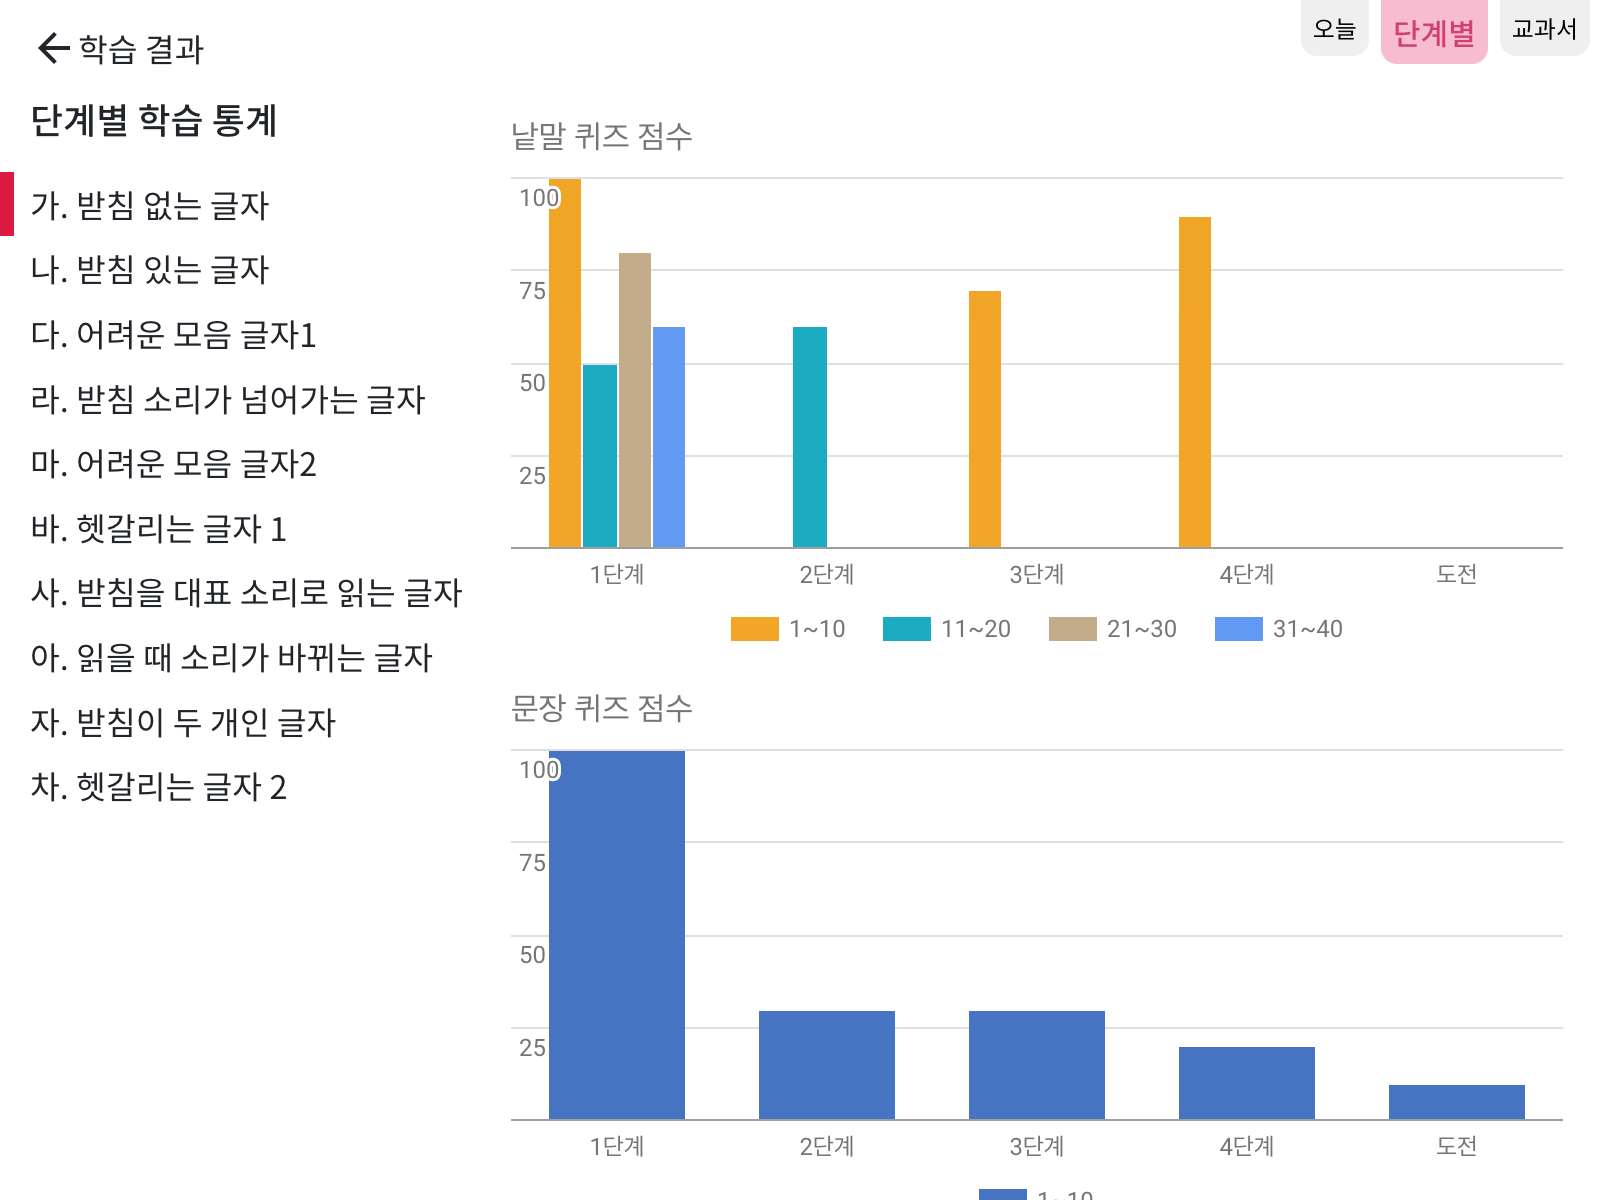 학습 결과
오늘
단계별
교과서
단계별 학습 통계
가. 받침 없는 글자
나. 받침 있는 글자
다. 어려운 모음 글자1
라. 받침 소리가 넘어가는 글자
마. 어려운 모음 글자2
바. 헷갈리는 글자 1
사. 받침을 대표 소리로 읽는 글자
아. 읽을 때 소리가 바뀌는 글자
자. 받침이 두 개인 글자
차. 헷갈리는 글자 2
낱말 퀴즈 점수
100
75
50
25
1단계 2단계 3단계 4단계 도전
1~10 11~20 21~30 31~40
문장 퀴즈 점수
100
75
50
25
1단계 2단계 3단계 4단계 도전
1~10